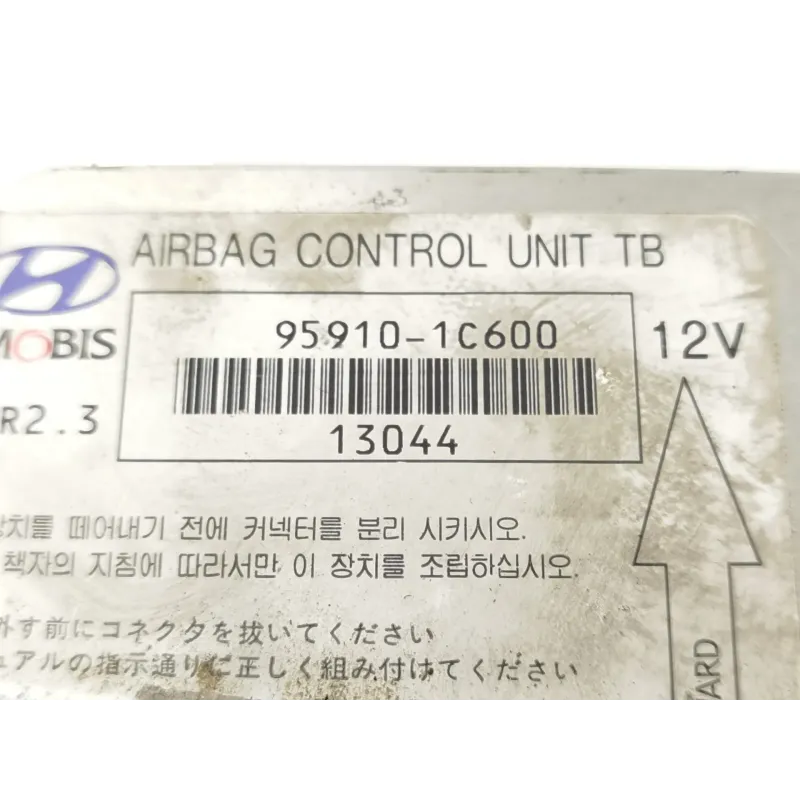 AIRBAG CONTROL UNIT TB
95910-1C600
12V
MOBIS
R2.3
13044
장치를 떼어내기 전에 커넥터를 분리 시키시오.
책자의 지침에 따라서만 이 장치를 조립하십시오.
外す前にコネクタを抜いてください
ュアルの指示通りに正しく組み付けてください